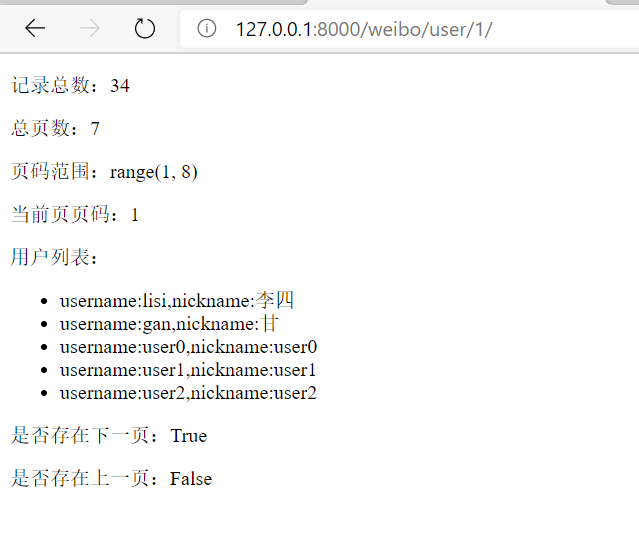 127.0.0.1:8000/weibo/user/1/
记录总数：34
总页数：7
页码范围：range(1, 8)
当前页页码：1
用户列表：
username:lisi,nickname:李四
username:gan,nickname:甘
username:user0,nickname:user0
username:user1,nickname:user1
username:user2,nickname:user2
是否存在下一页：True
是否存在上一页：False